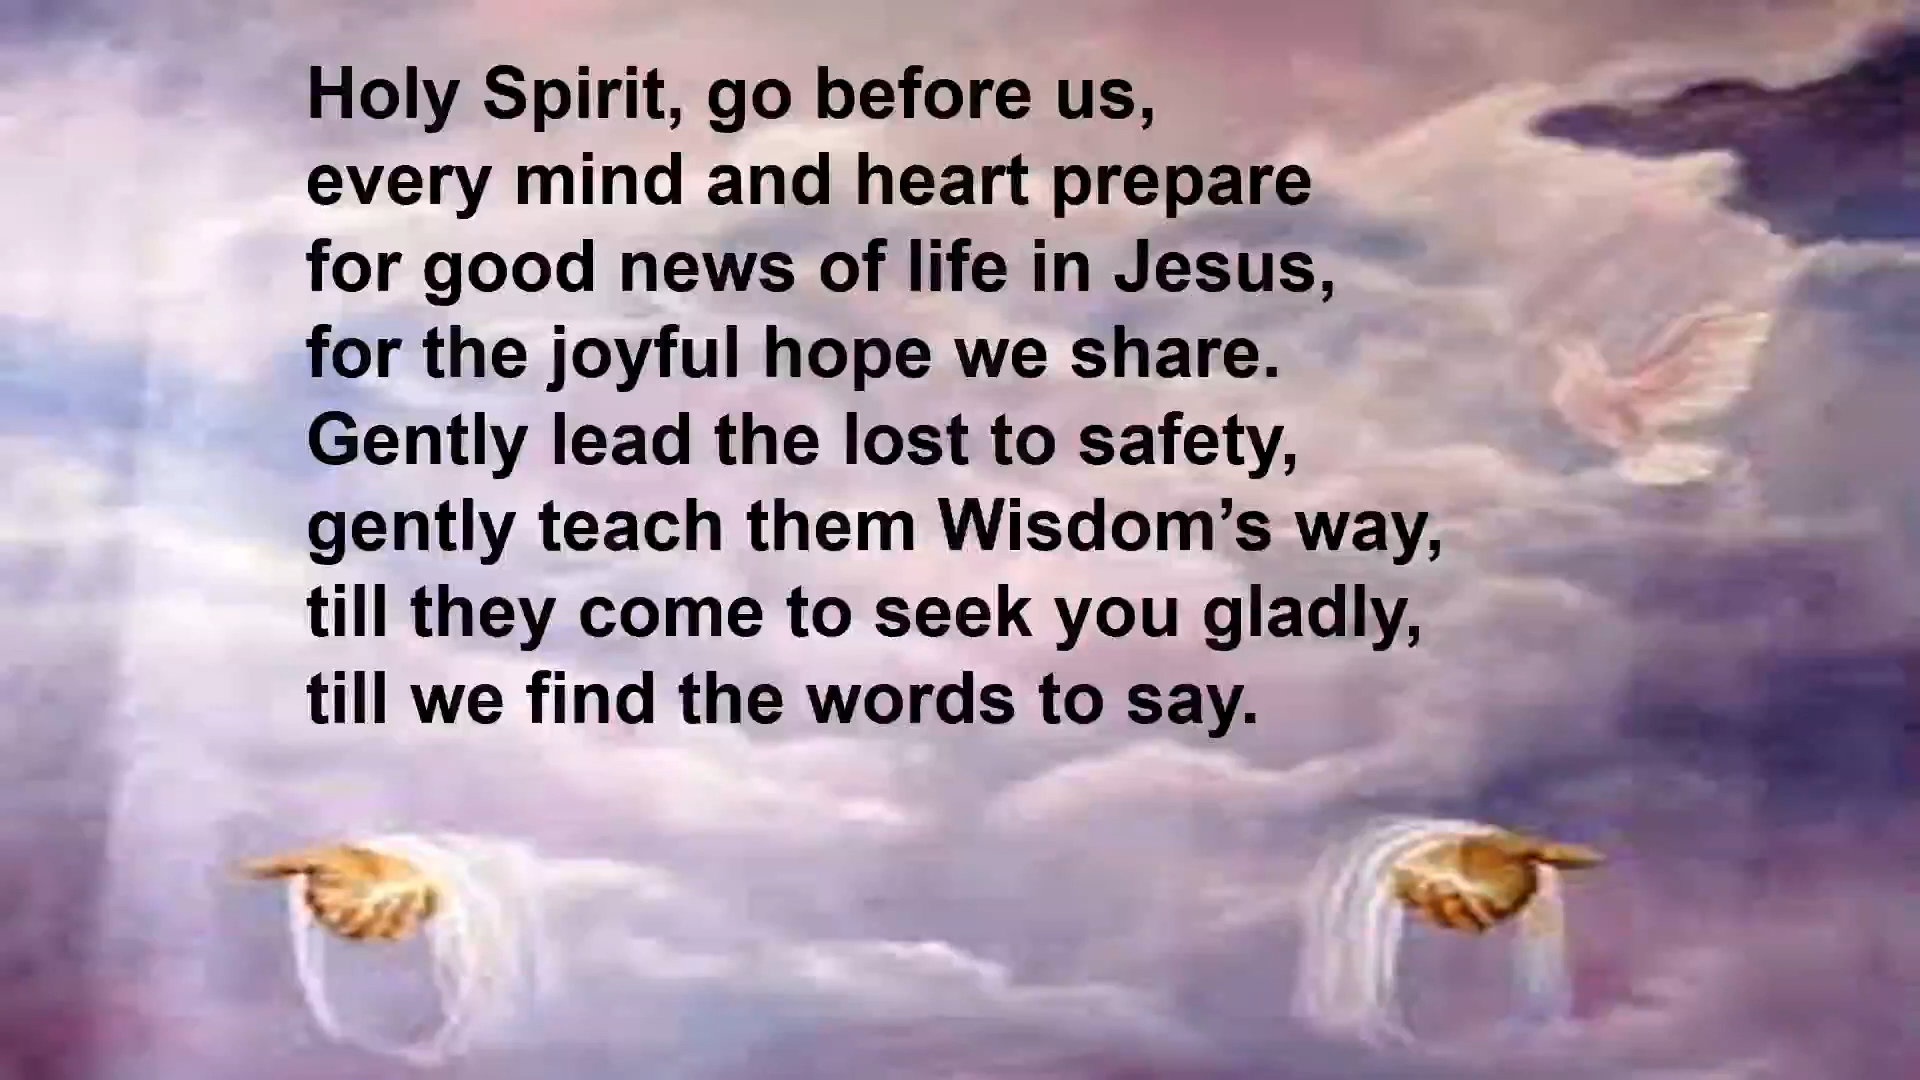 Holy Spirit, go before us,
every mind and heart prepare
for good news of life in Jesus,
for the joyful hope we share.
Gently lead the lost to safety,
gently teach them Wisdom’s way,
till they come to seek you gladly,
till we find the words to say.